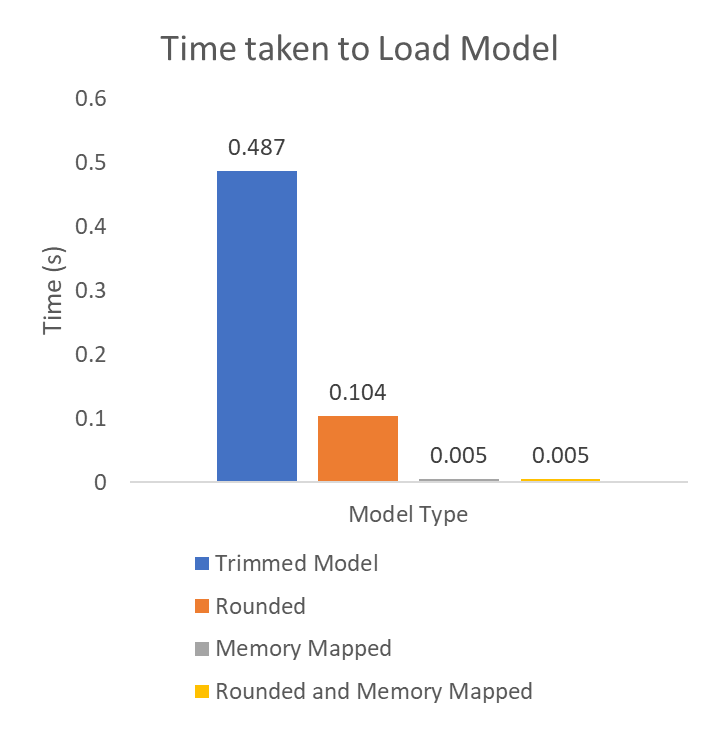 Time taken to Load Model
0.6
0.5
0.4
0.3
0.2
0.1
0
Time (s)
0.487
0.104
0.005
0.005
Model Type
Trimmed Model
Rounded
Memory Mapped
Rounded and Memory Mapped